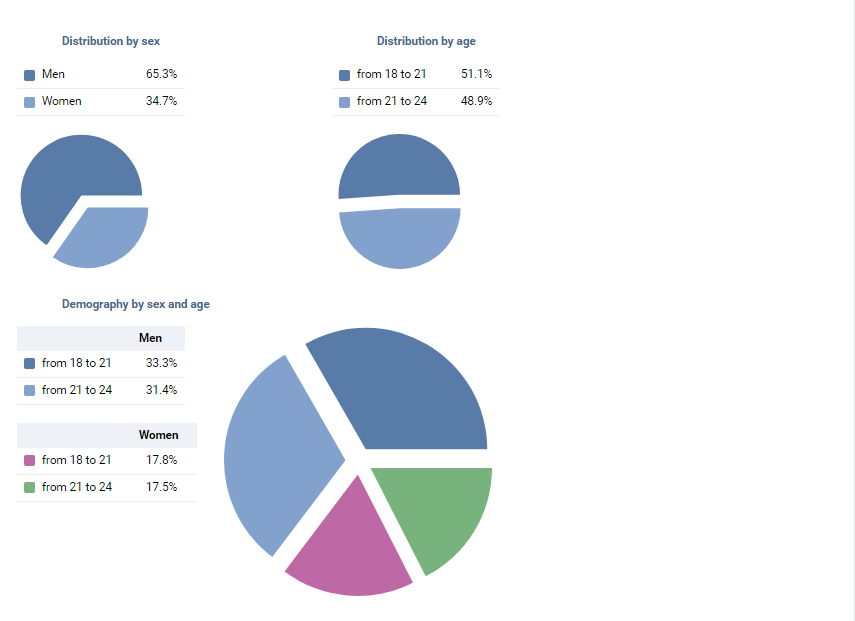 Distribution by sex
Men 65.3%
Women 34.7%
Distribution by age
from 18 to 21 51.1%
from 21 to 24 48.9%
Demography by sex and age
Men
from 18 to 21 33.3%
from 21 to 24 31.4%
Women
from 18 to 21 17.8%
from 21 to 24 17.5%